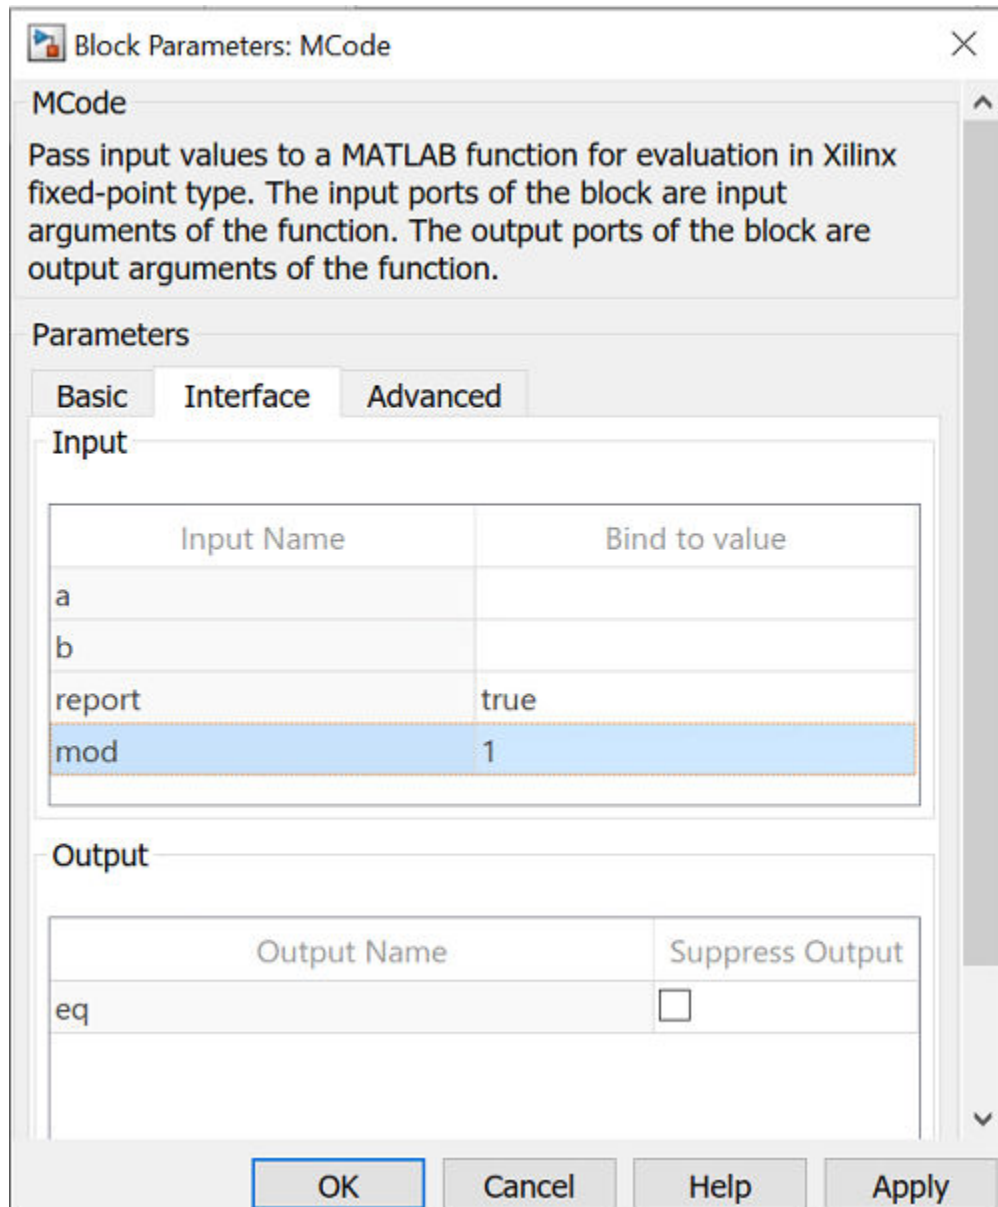 Block Parameters: MCode
MCode
Pass input values to a MATLAB function for evaluation in Xilinx
fixed-point type. The input ports of the block are input
arguments of the function. The output ports of the block are
output arguments of the function.
Parameters
Basic Interface Advanced
Input
Input Name Bind to value
a
b
report true
mod 1
Output
Output Name Suppress Output
eq
OK Cancel Help Apply